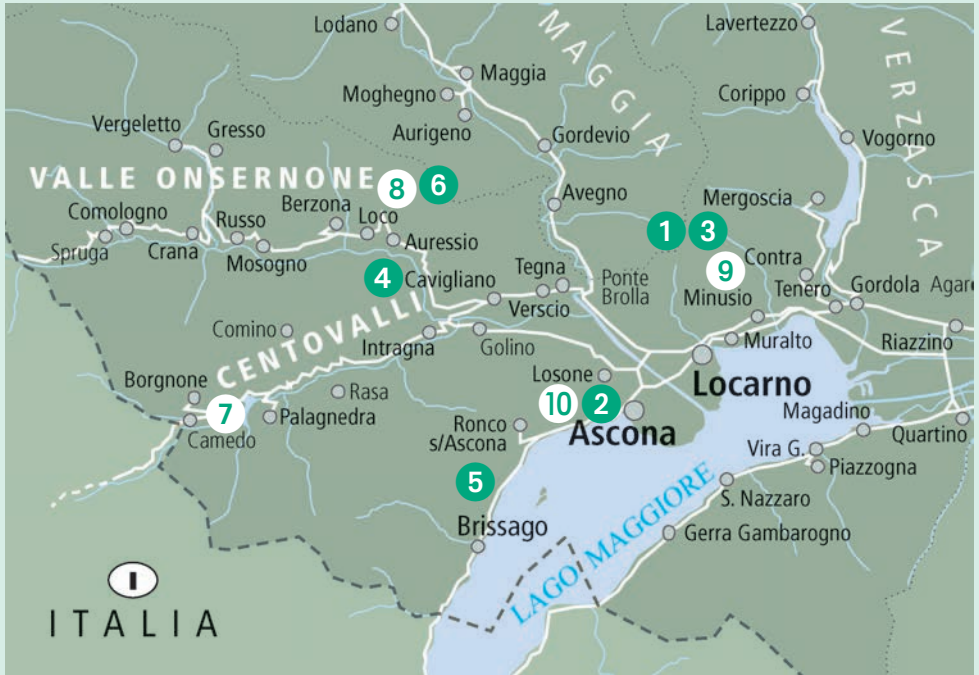 Lodano
Lavertezzo
MAGGIA
VERZASCA
Maggia
Moghegno
Corippo
Aurigeno
Vergeletto
Gresso
Gordevio
Vogorno
VALLE ONSERNONE
8
6
Avegno
Mergoscia
Comologno
Russo
Berzona
Loco
1
3
Spruga
Crana
Mosogno
Auressio
9
Contra
4
Cavigliano
Tegna
Ponte
Brolla
Minusio
Tenero
Gordola
Agare
Verscio
CENTOVALLI
Comino
Intragna
Golino
Muralto
Riazzino
Borgnone
Rasa
Losone
Locarno
7
Palagnedra
10
2
Magadino
Camedo
Ronco
s/Ascona
Ascona
Vira G.
Quartino
Piazzogna
5
S. Nazzaro
Brissago
LAGO MAGGIORE
Gerra Gambarogno
I
ITALIA